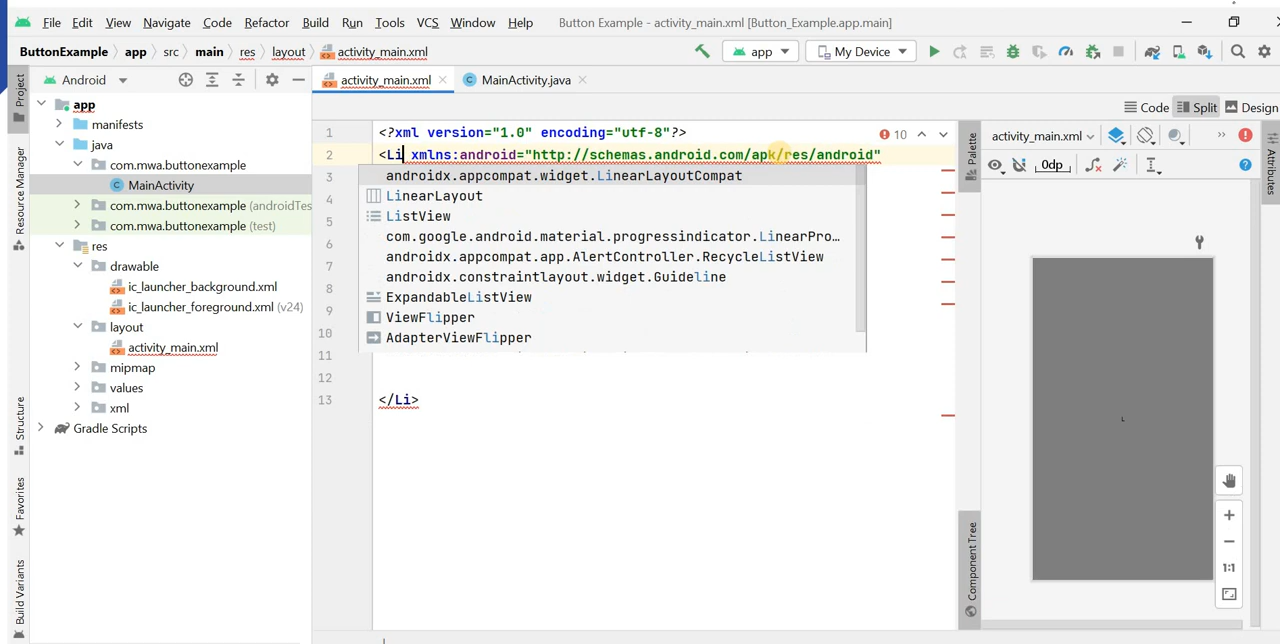 File Edit View Navigate Code Refactor Build Run Tools VCS Window Help Button Example - activity_main.xml [Button_Example.app.main]
ButtonExample app src main res layout activity_main.xml app My Device
Project
Android
activity_main.xml MainActivity.java
Code Split Design
app
manifests
java
com.mwa.buttonexample
MainActivity
com.mwa.buttonexample (androidTes
com.mwa.buttonexample (test)
res
drawable
ic_launcher_background.xml
ic_launcher_foreground.xml (v24)
layout
activity_main.xml
mipmap
values
xml
Gradle Scripts
Resource Manager
Structure
Favorites
Build Variants
1 <?xml version="1.0" encoding="utf-8"?>
10
2 <Li xmlns:android="http://schemas.android.com/apk/res/android"
3
4
5
6
7
8
9
10
11
12
13 </Li>
androidx.appcompat.widget.LinearLayoutCompat
LinearLayout
ListView
com.google.android.material.progressindicator.LinearPro…
androidx.appcompat.app.AlertController.RecycleListView
androidx.constraintlayout.widget.Guideline
ExpandableListView
ViewFlipper
AdapterViewFlipper
Palette
activity_main.xml
0dp
Attributes
Component Tree
1:1